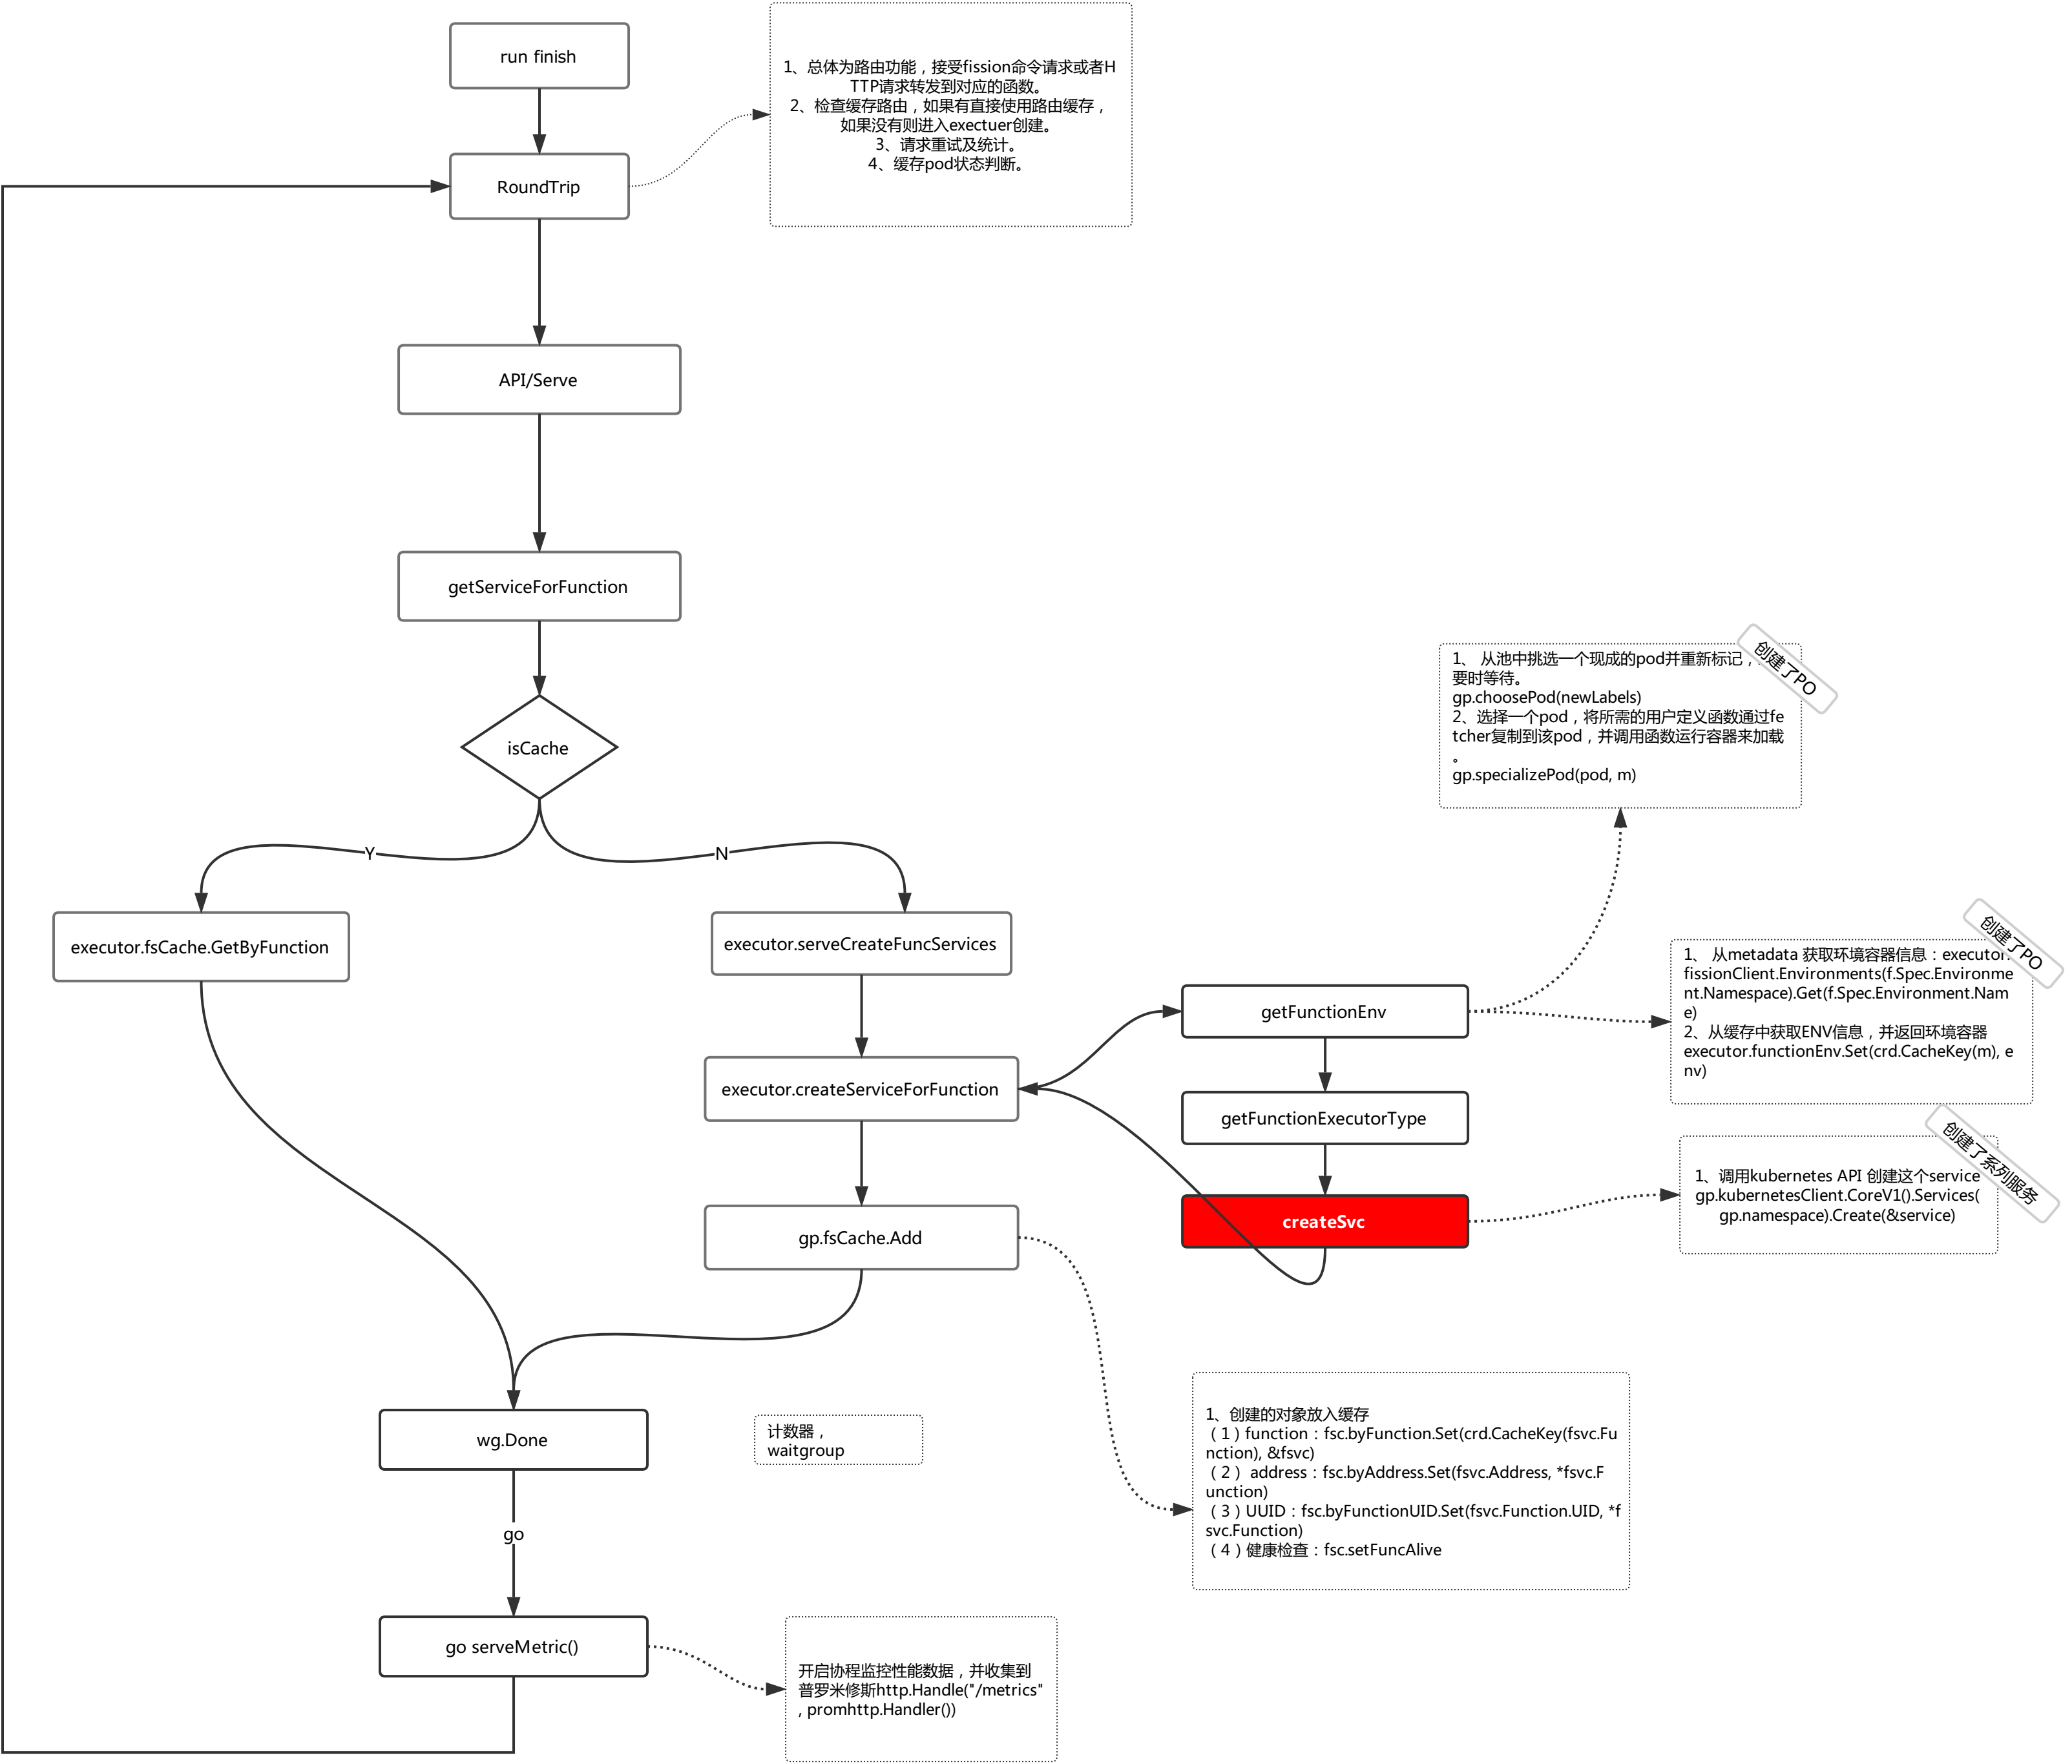 run finish
1、总体为路由功能，接受fission命令请求或者H
TTP请求转发到对应的函数。
2、检查缓存路由，如果有直接使用路由缓存，
如果没有则进入exectuer创建。
3、请求重试及统计。
4、缓存pod状态判断。
RoundTrip
API/Serve
getServiceForFunction
isCache
Y
N
executor.fsCache.GetByFunction
executor.serveCreateFuncServices
executor.createServiceForFunction
gp.fsCache.Add
getFunctionEnv
getFunctionExecutorType
createSvc
创建了PO
1、 从池中挑选一个现成的pod并重新标记，
要时等待。
gp.choosePod(newLabels)
2、选择一个pod，将所需的用户定义函数通过fe
tcher复制到该pod，并调用函数运行容器来加载
。
gp.specializePod(pod, m)
创建了PO
1、 从metadata 获取环境容器信息：executor.
fissionClient.Environments(f.Spec.Environme
nt.Namespace).Get(f.Spec.Environment.Nam
e)
2、从缓存中获取ENV信息，并返回环境容器
executor.functionEnv.Set(crd.CacheKey(m), e
nv)
创建了系列服务
1、调用kubernetes API 创建这个service
gp.kubernetesClient.CoreV1().Services(
gp.namespace).Create(&service)
wg.Done
计数器，
waitgroup
1、创建的对象放入缓存
（1）function：fsc.byFunction.Set(crd.CacheKey(fsvc.Fu
nction), &fsvc)
（2） address：fsc.byAddress.Set(fsvc.Address, *fsvc.F
unction)
（3）UUID：fsc.byFunctionUID.Set(fsvc.Function.UID, *f
svc.Function)
（4）健康检查：fsc.setFuncAlive
go
go serveMetric()
开启协程监控性能数据，并收集到
普罗米修斯http.Handle("/metrics"
, promhttp.Handler())